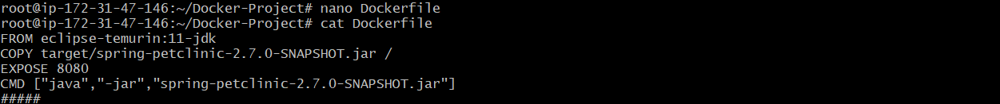 root@ip-172-31-47-146:~/Docker-Project# nano Dockerfile
root@ip-172-31-47-146:~/Docker-Project# cat Dockerfile
FROM eclipse-temurin:11-jdk
COPY target/spring-petclinic-2.7.0-SNAPSHOT.jar /
EXPOSE 8080
CMD ["java","-jar","spring-petclinic-2.7.0-SNAPSHOT.jar"]
#####